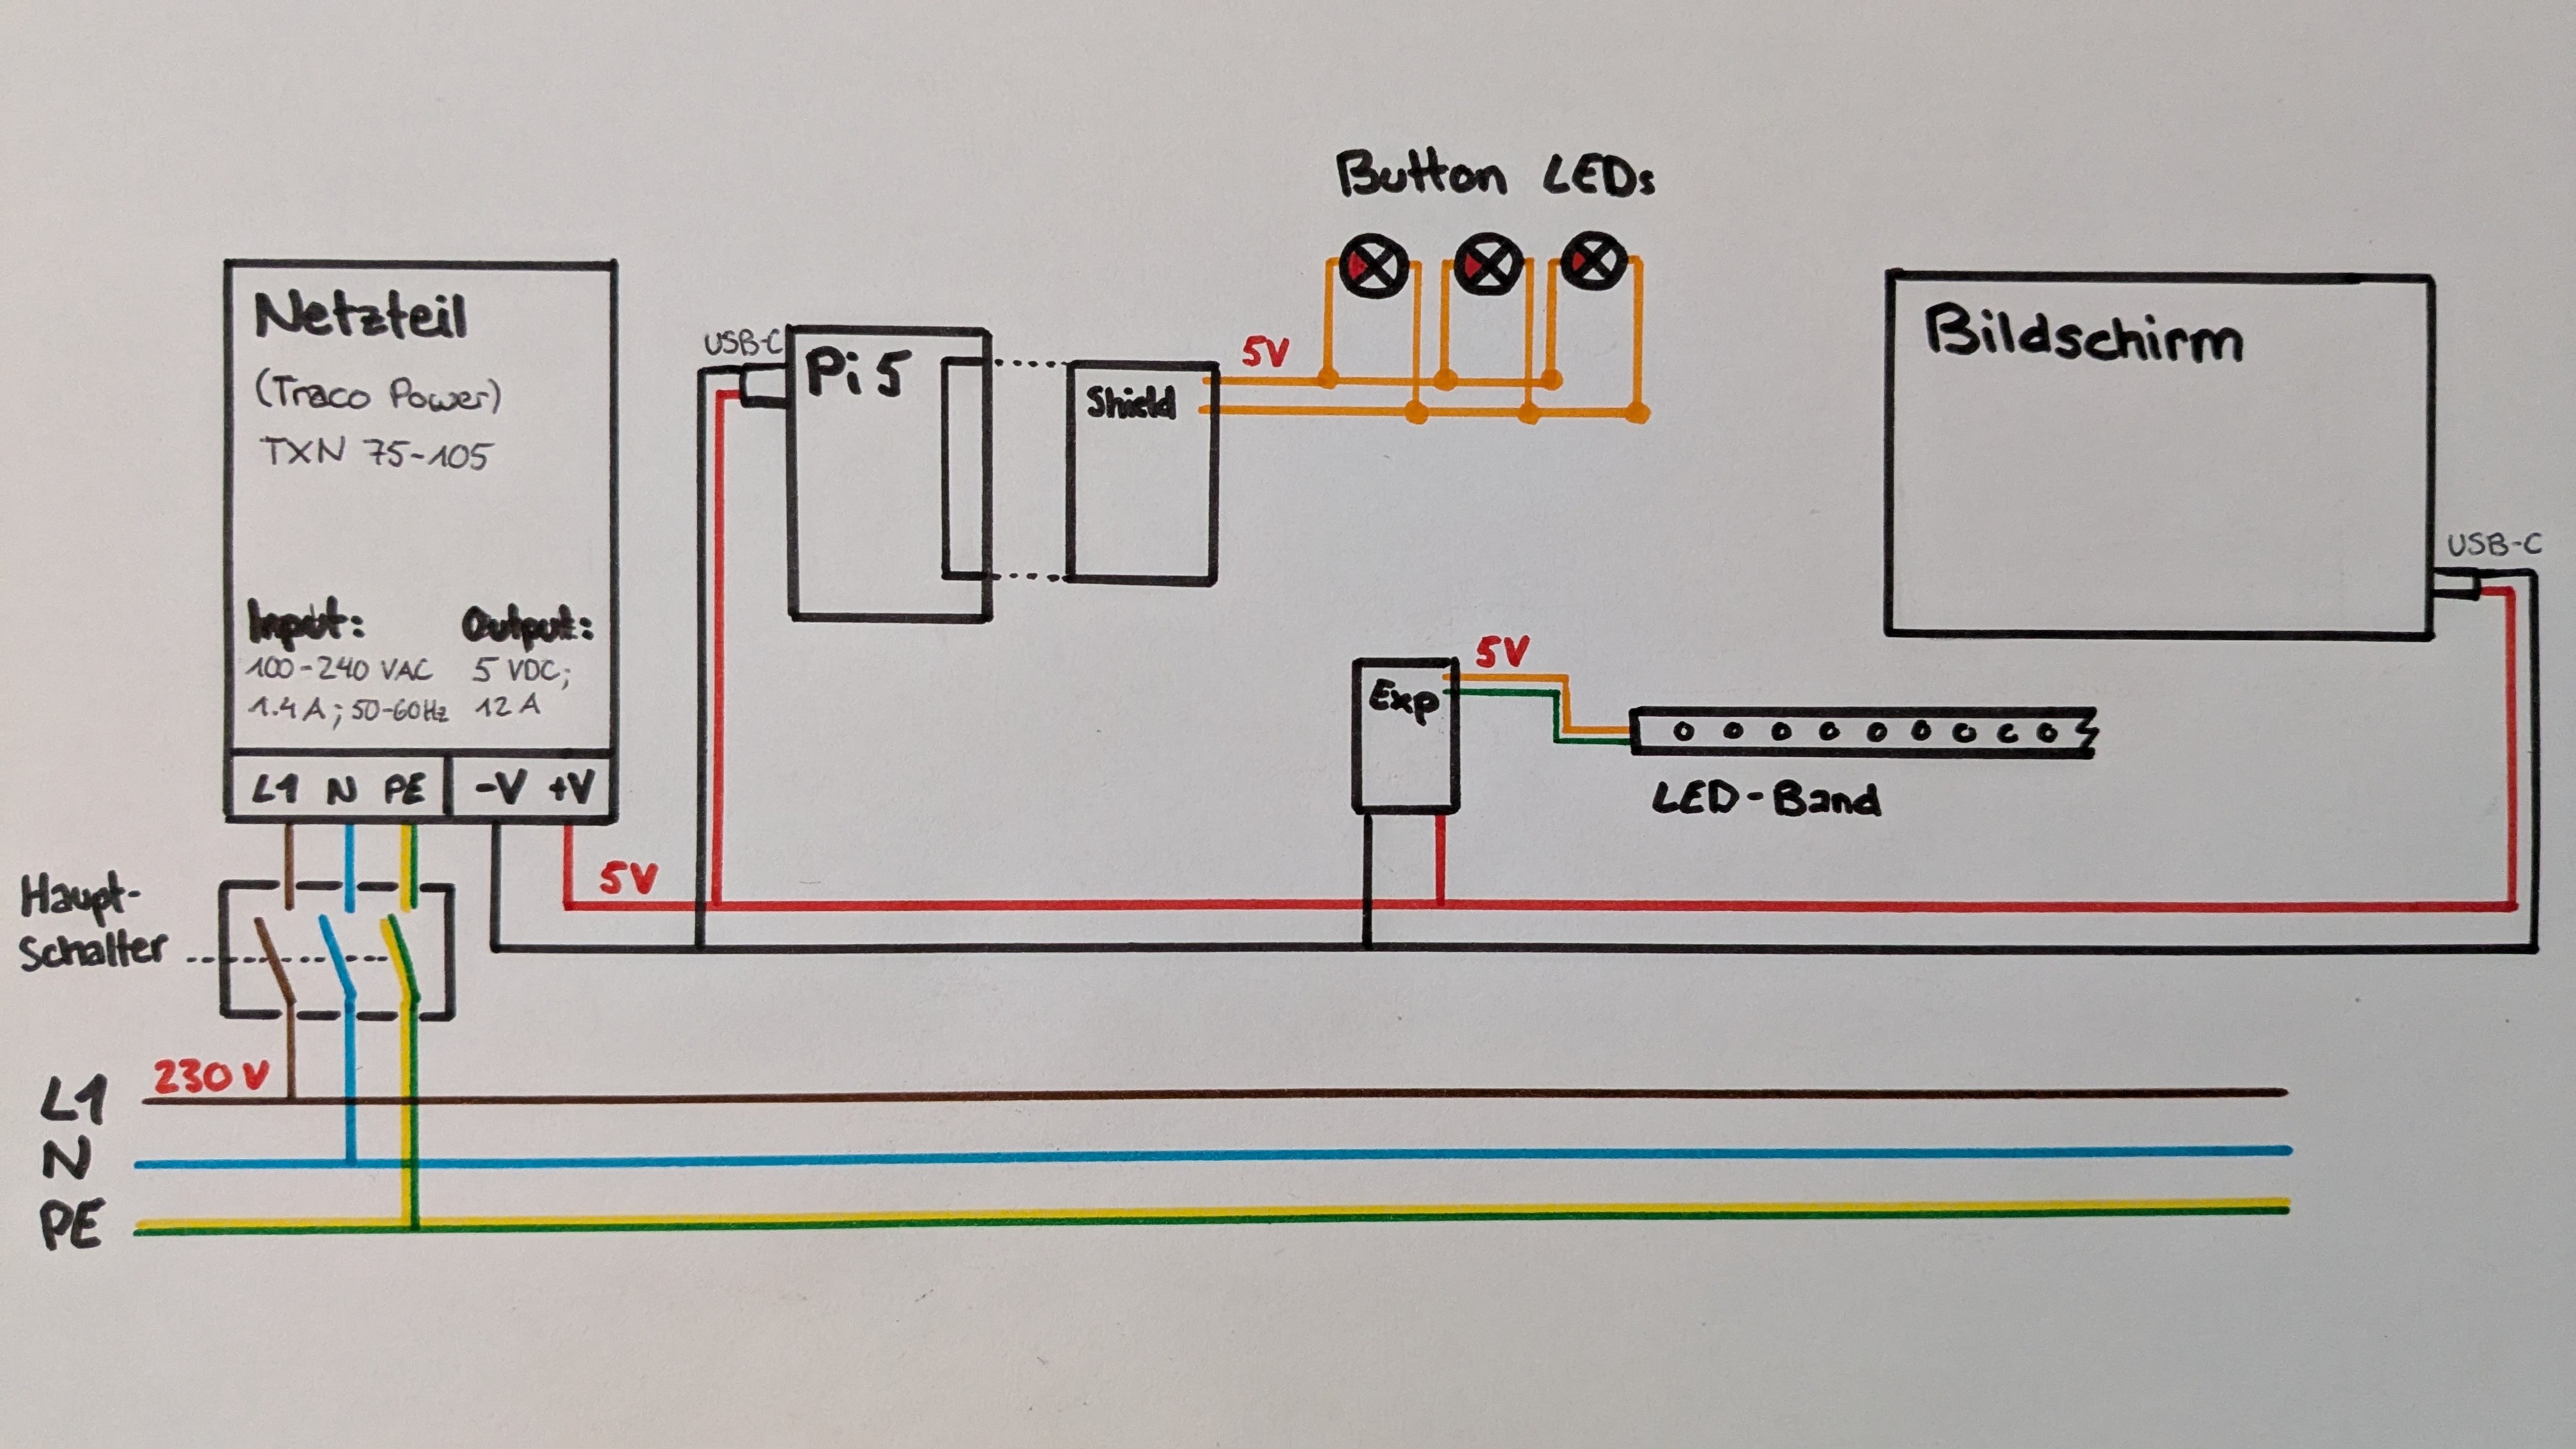 Button LEDs
Netzteil
(Traco Power)
TXN 75-105
Input:
100-240 VAC
1.4 A; 50-60Hz
Output:
5 VDC;
12 A
L1 N PE -V +V
USB-C
Pi 5
Shield
5V
Bildschirm
USB-C
Exp
5V
LED-Band
5V
Haupt-
Schalter
230 V
L1
N
PE